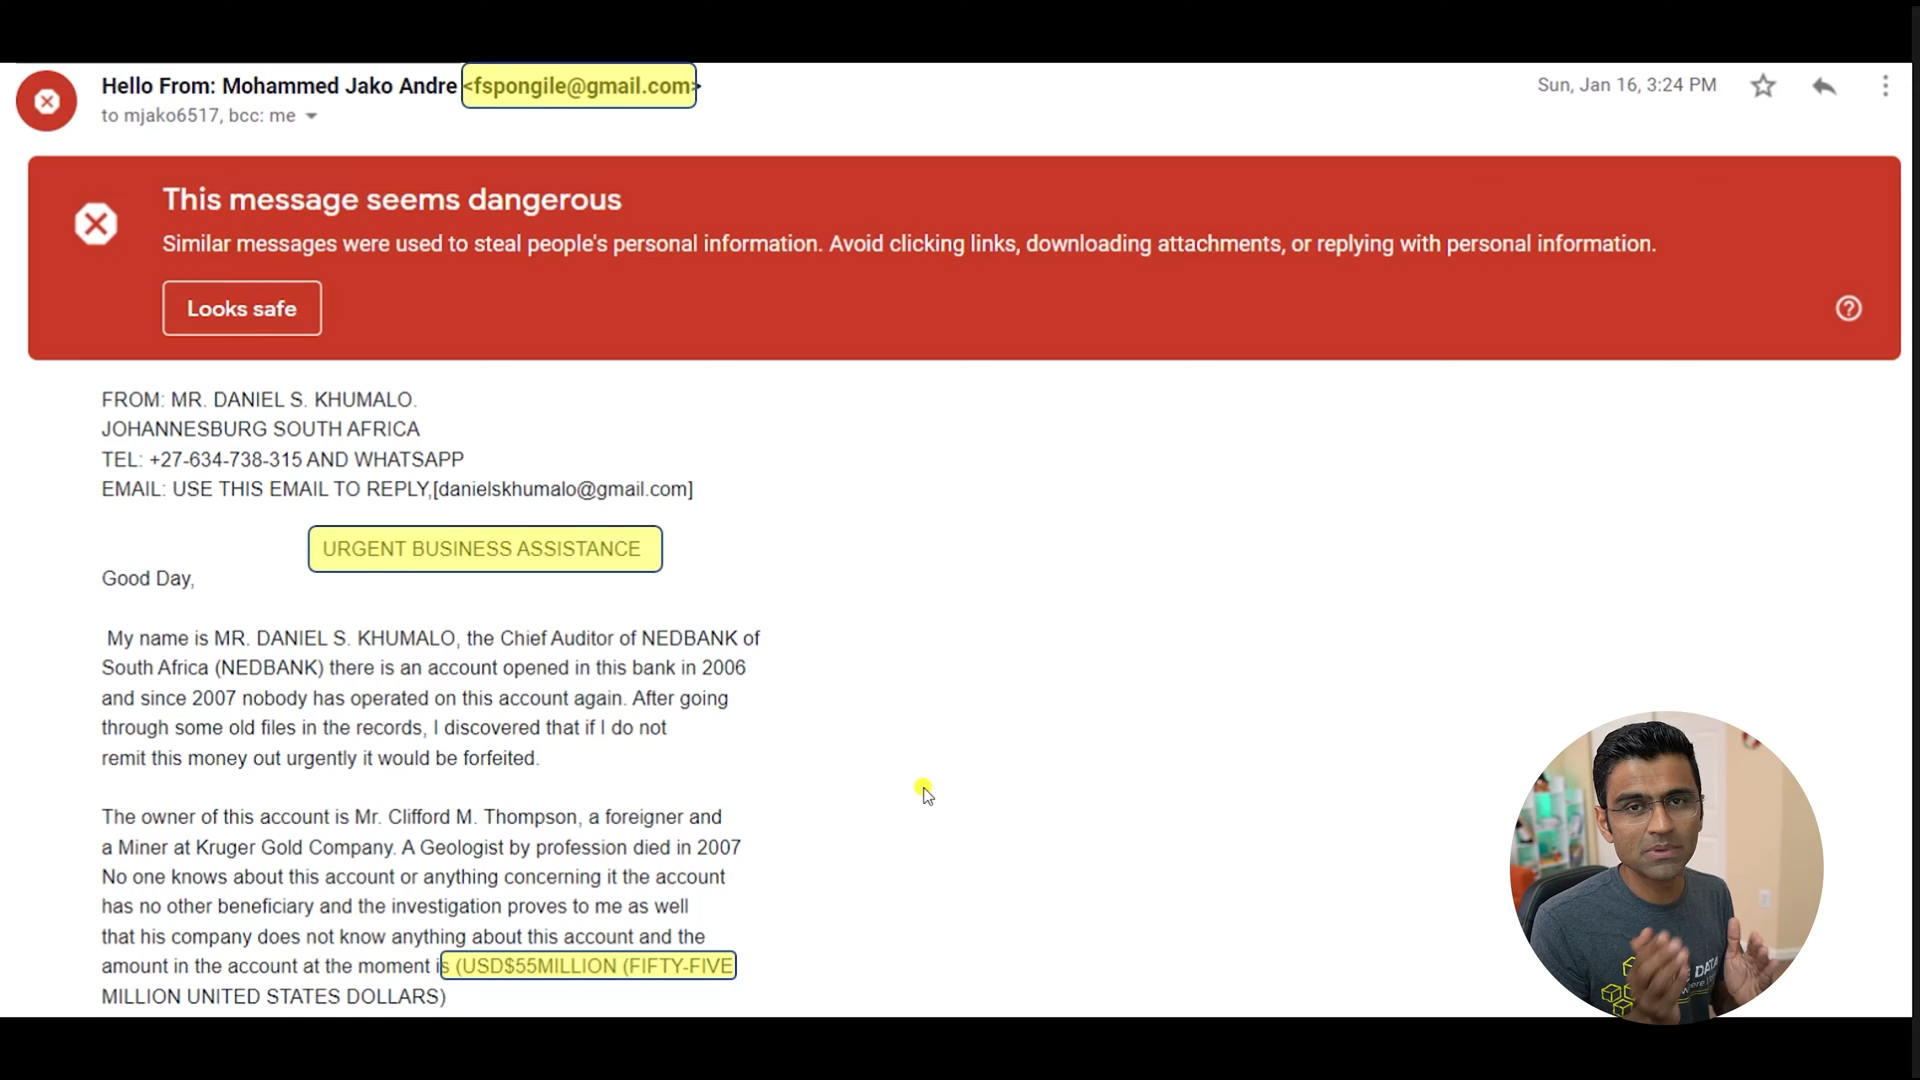 Hello From: Mohammed Jako Andre <fspongile@gmail.com>
Sun, Jan 16, 3:24 PM
to mjako6517, bcc: me
This message seems dangerous
Similar messages were used to steal people's personal information. Avoid clicking links, downloading attachments, or replying with personal information.
Looks safe
FROM: MR. DANIEL S. KHUMALO.
JOHANNESBURG SOUTH AFRICA
TEL: +27-634-738-315 AND WHATSAPP
EMAIL: USE THIS EMAIL TO REPLY,[danielskhumalo@gmail.com]
URGENT BUSINESS ASSISTANCE
Good Day,
My name is MR. DANIEL S. KHUMALO, the Chief Auditor of NEDBANK of
South Africa (NEDBANK) there is an account opened in this bank in 2006
and since 2007 nobody has operated on this account again. After going
through some old files in the records, I discovered that if I do not
remit this money out urgently it would be forfeited.
The owner of this account is Mr. Clifford M. Thompson, a foreigner and
a Miner at Kruger Gold Company. A Geologist by profession died in 2007
No one knows about this account or anything concerning it the account
has no other beneficiary and the investigation proves to me as well
that his company does not know anything about this account and the
amount in the account at the moment is (USD$55MILLION (FIFTY-FIVE
MILLION UNITED STATES DOLLARS)
DATA